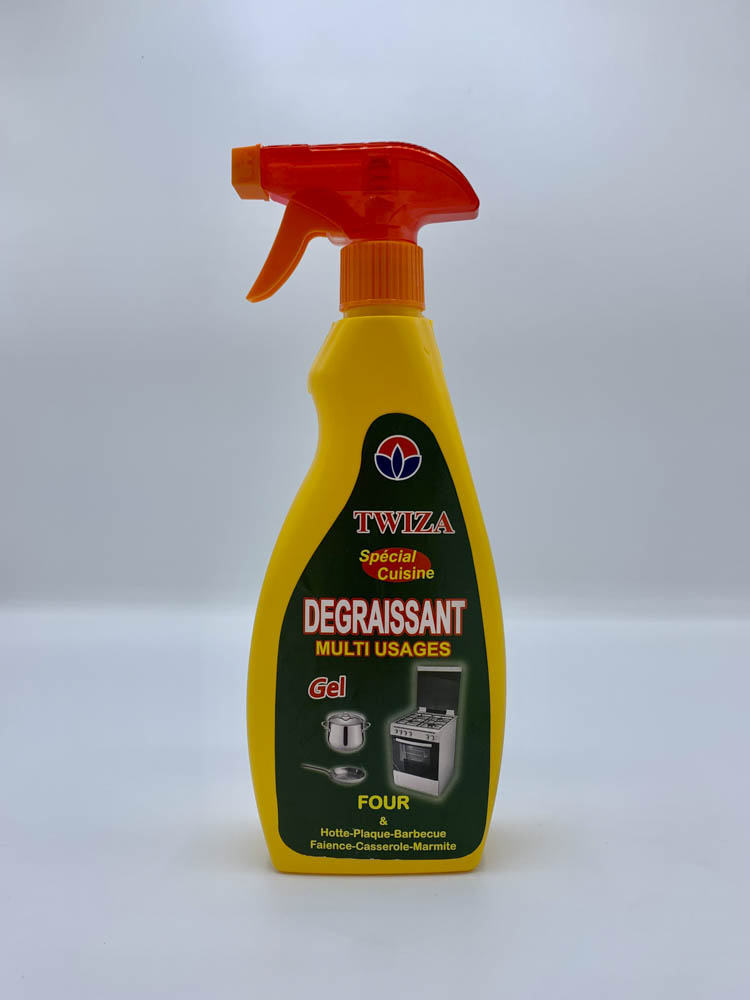 TWIZA
Spécial
Cuisine
DEGRAISSANT
MULTI USAGES
Gel
FOUR
&
Hotte-Plaque-Barbecue
Faience-Casserole-Marmite